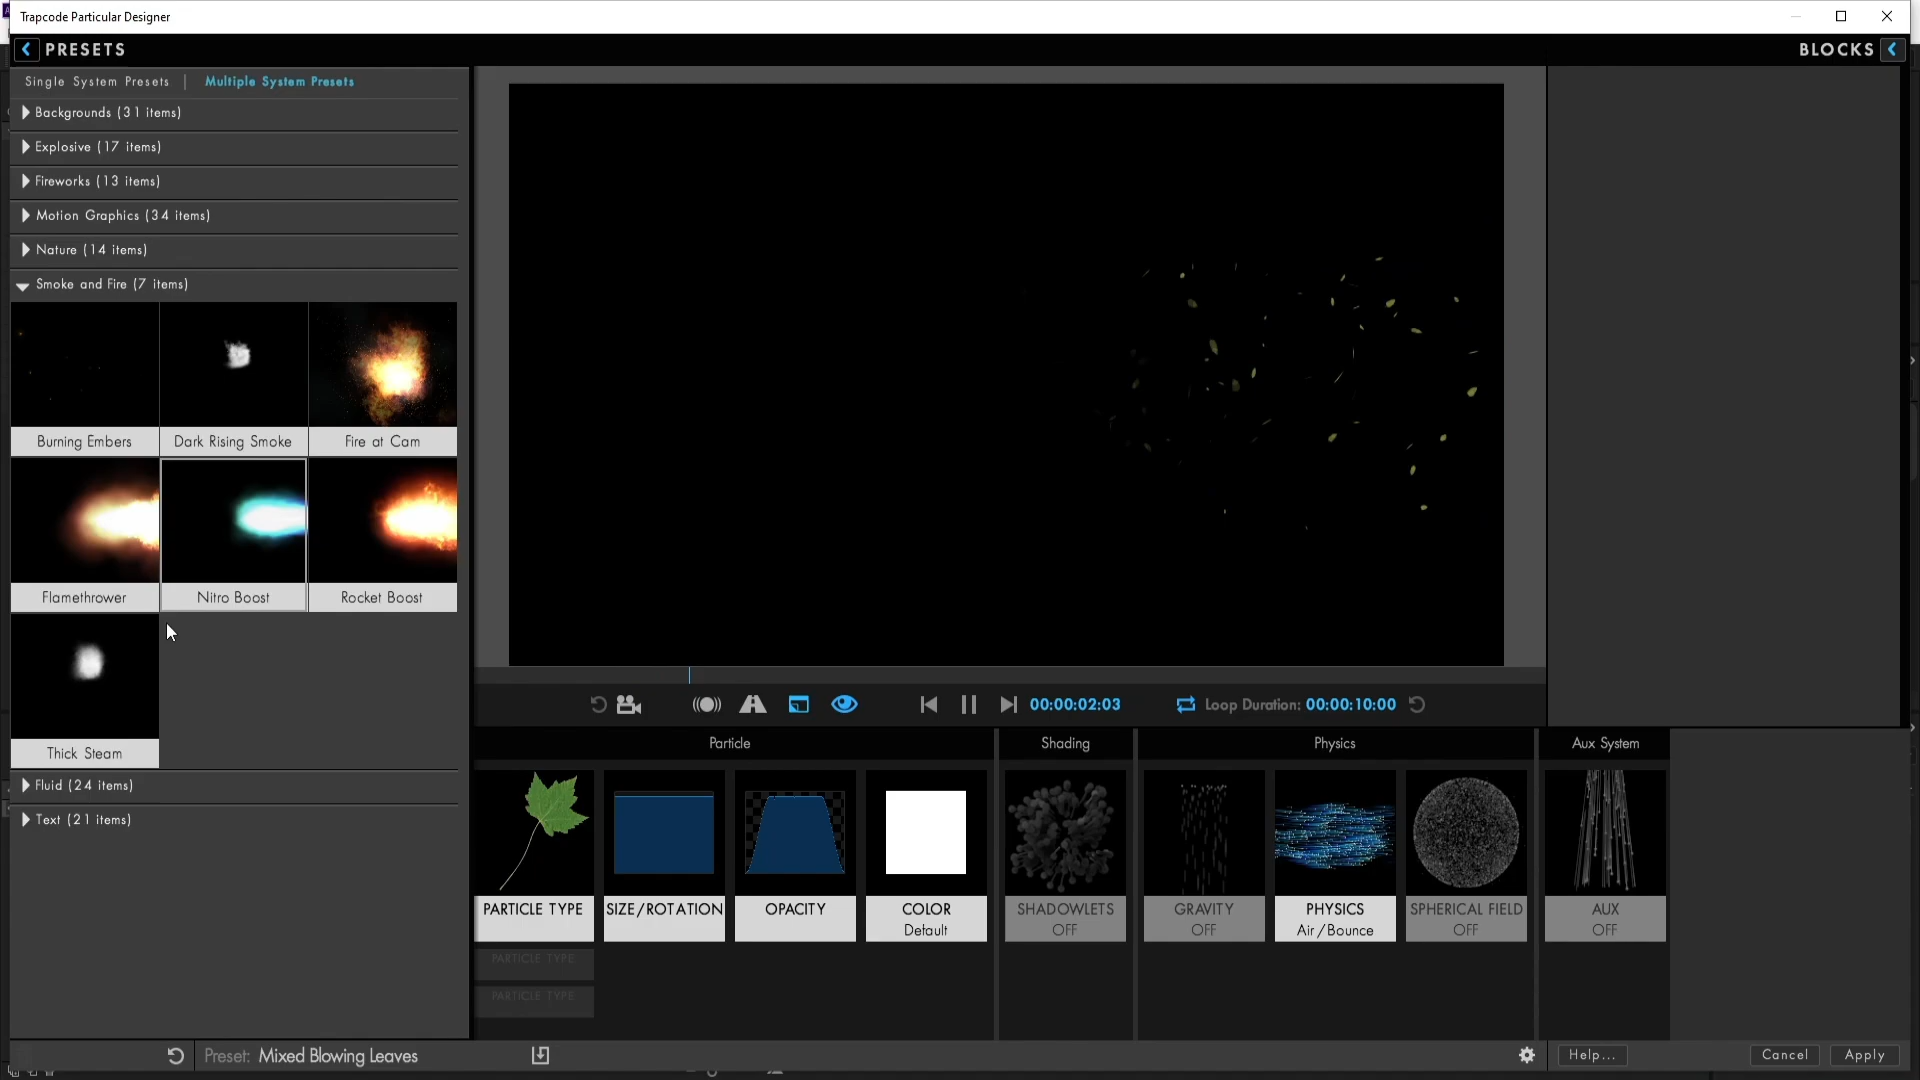 Trapcode Particular Designer
PRESETS
BLOCKS
Single System Presets | Multiple System Presets
Backgrounds (31 items)
Explosive (17 items)
Fireworks (13 items)
Motion Graphics (34 items)
Nature (14 items)
Smoke and Fire (7 items)
Burning Embers
Dark Rising Smoke
Fire at Cam
Flamethrower
Nitro Boost
Rocket Boost
Thick Steam
Fluid (24 items)
Text (21 items)
00:00:02:03
Loop Duration: 00:00:10:00
Particle
Shading
Physics
Aux System
PARTICLE TYPE
SIZE/ROTATION
OPACITY
COLOR
Default
SHADOWLETS
OFF
GRAVITY
OFF
PHYSICS
Air/Bounce
SPHERICAL FIELD
OFF
AUX
OFF
PARTICLE TYPE
PARTICLE TYPE
Preset: Mixed Blowing Leaves
Help...
Cancel
Apply